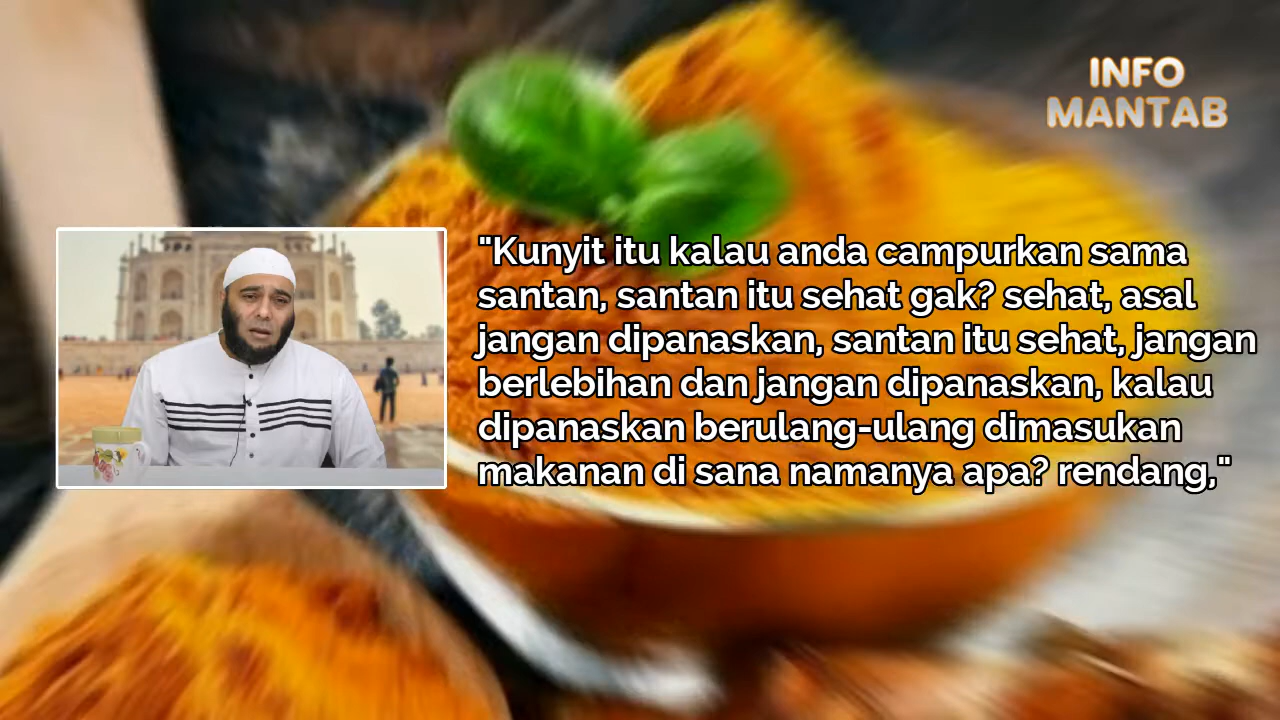 INFO
MANTAB
"Kunyit itu kalau anda campurkan sama
santan, santan itu sehat gak? sehat, asal
jangan dipanaskan, santan itu sehat, jangan
berlebihan dan jangan dipanaskan, kalau
dipanaskan berulang-ulang dimasukan
makanan di sana namanya apa? rendang,"